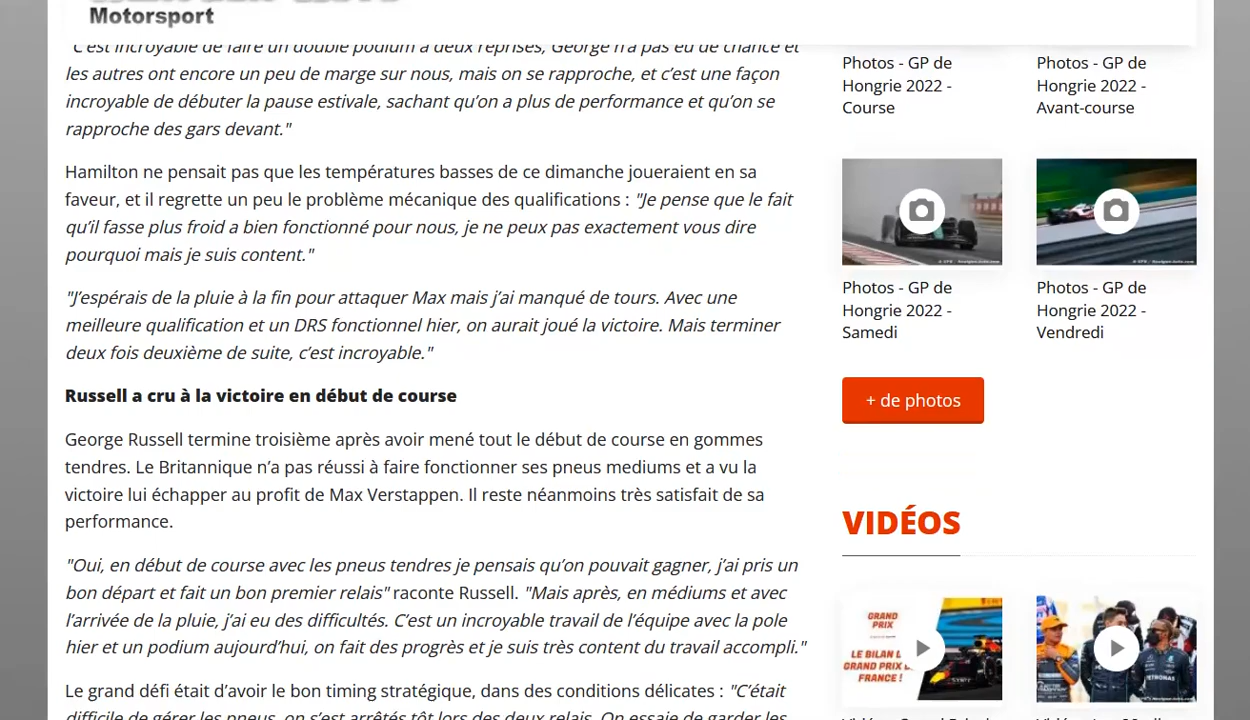 Motorsport
"C'est incroyable de faire un double podium à deux reprises, George n'a pas eu de chance et
les autres ont encore un peu de marge sur nous, mais on se rapproche, et c’est une façon
incroyable de débuter la pause estivale, sachant qu’on a plus de performance et qu’on se
rapproche des gars devant."
Hamilton ne pensait pas que les températures basses de ce dimanche joueraient en sa
faveur, et il regrette un peu le problème mécanique des qualifications : "Je pense que le fait
qu’il fasse plus froid a bien fonctionné pour nous, je ne peux pas exactement vous dire
pourquoi mais je suis content."
"J’espérais de la pluie à la fin pour attaquer Max mais j’ai manqué de tours. Avec une
meilleure qualification et un DRS fonctionnel hier, on aurait joué la victoire. Mais terminer
deux fois deuxième de suite, c’est incroyable."
Russell a cru à la victoire en début de course
George Russell termine troisième après avoir mené tout le début de course en gommes
tendres. Le Britannique n’a pas réussi à faire fonctionner ses pneus mediums et a vu la
victoire lui échapper au profit de Max Verstappen. Il reste néanmoins très satisfait de sa
performance.
"Oui, en début de course avec les pneus tendres je pensais qu’on pouvait gagner, j’ai pris un
bon départ et fait un bon premier relais" raconte Russell. "Mais après, en médiums et avec
l’arrivée de la pluie, j’ai eu des difficultés. C’est un incroyable travail de l’équipe avec la pole
hier et un podium aujourd’hui, on fait des progrès et je suis très content du travail accompli."
Le grand défi était d’avoir le bon timing stratégique, dans des conditions délicates : "C’était
difficile de gérer les pneus, on s’est arrêtés tôt lors des deux relais. On essaie de garder les
Photos - GP de
Hongrie 2022 -
Course
Photos - GP de
Hongrie 2022 -
Avant-course
Photos - GP de
Hongrie 2022 -
Samedi
Photos - GP de
Hongrie 2022 -
Vendredi
+ de photos
VIDÉOS
GRAND
PRIX
LE BILAN
GRAND PRIX
FRANCE !
PETRONAS